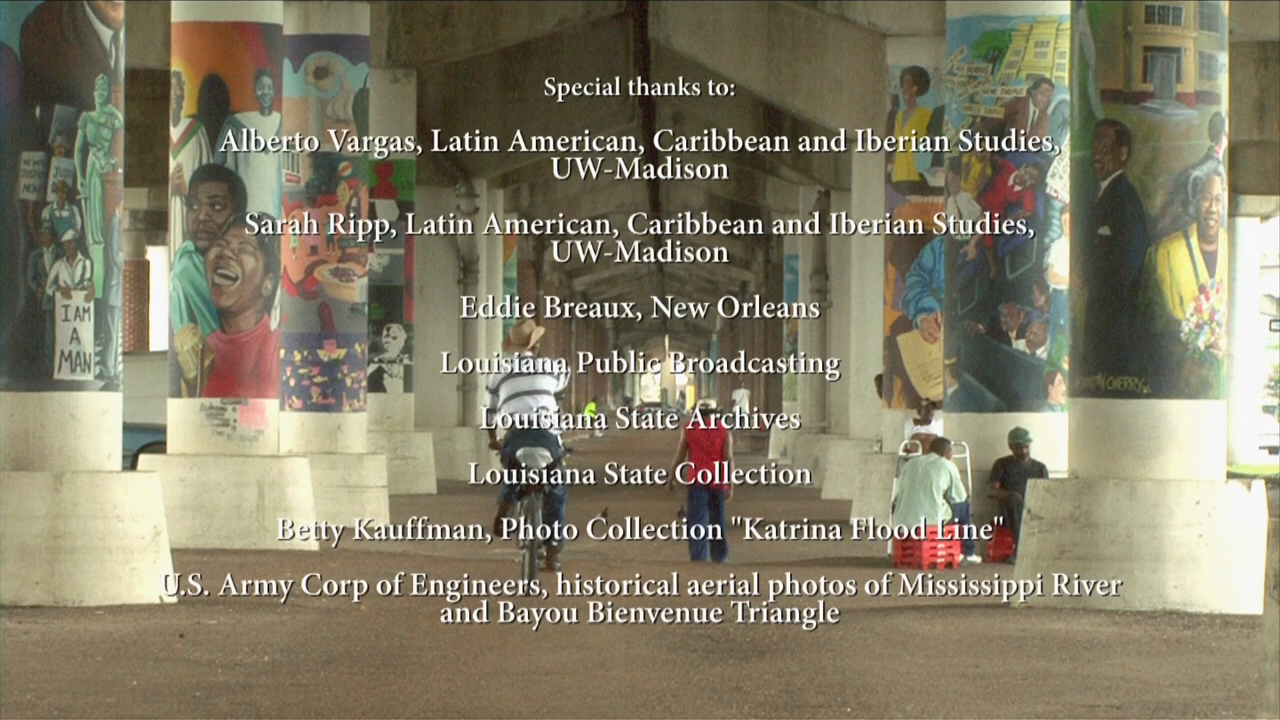 Special thanks to:
Alberto Vargas, Latin American, Caribbean and Iberian Studies,
UW-Madison
Sarah Ripp, Latin American, Caribbean and Iberian Studies,
UW-Madison
Eddie Breaux, New Orleans
Louisiana Public Broadcasting
Louisiana State Archives
Louisiana State Collection
Betty Kauffman, Photo Collection "Katrina Flood Line"
U.S. Army Corp of Engineers, historical aerial photos of Mississippi River
and Bayou Bienvenue Triangle
I AM
A
MAN